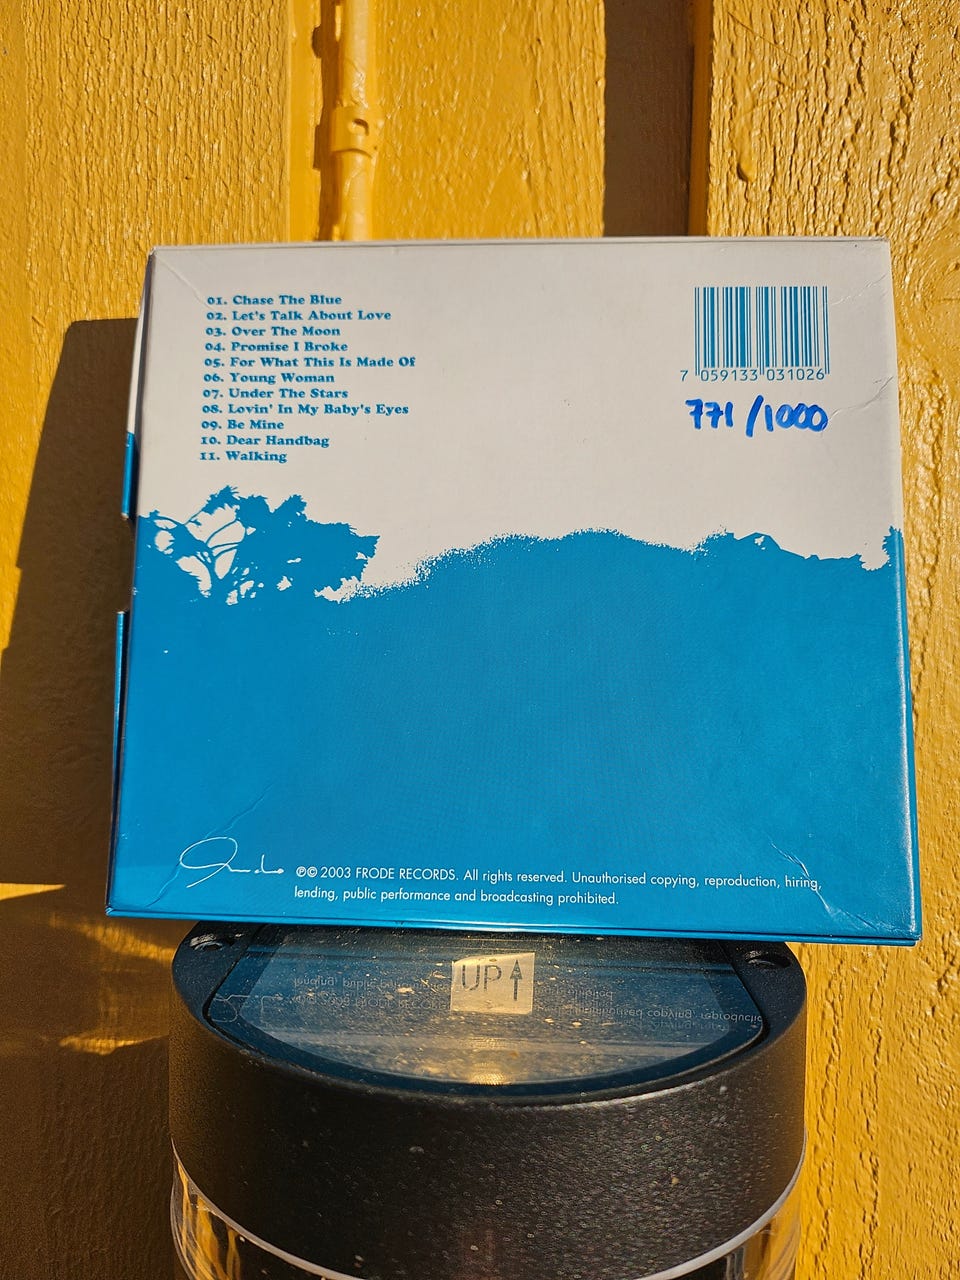 01. Chase The Blue
02. Let's Talk About Love
03. Over The Moon
04. Promise I Broke
05. For What This Is Made Of
06. Young Woman
07. Under The Stars
08. Lovin' In My Baby's Eyes
09. Be Mine
10. Dear Handbag
11. Walking
7 059133 031026
771/1000
℗© 2003 FRODE RECORDS. All rights reserved. Unauthorised copying, reproduction, hiring,
lending, public performance and broadcasting prohibited.
UP↑